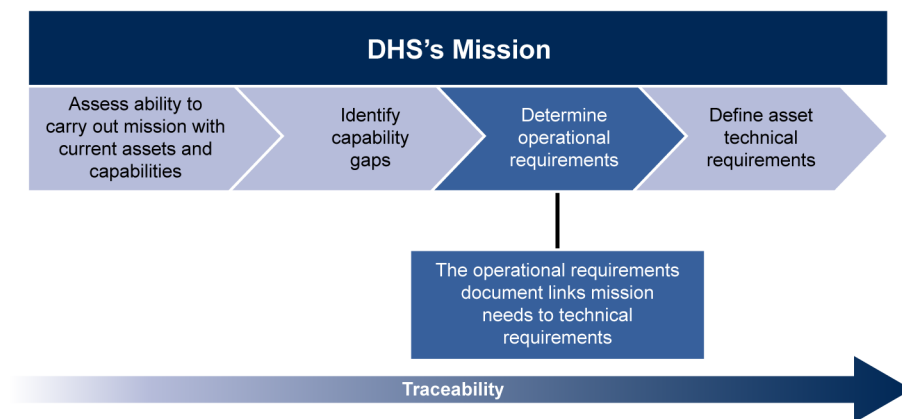 DHS's Mission
Assess ability to
carry out mission with
current assets and
capabilities
Identify
capability
gaps
Determine
operational
requirements
Define asset
technical
requirements
The operational requirements
document links mission
needs to technical
requirements
Traceability